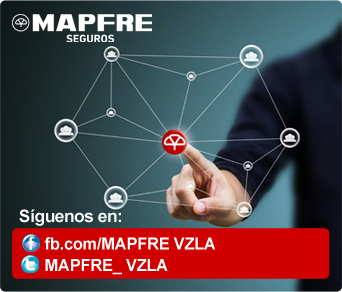 MAPFRE
SEGUROS
Síguenos en:
fb.com/MAPFRE VZLA
MAPFRE_ VZLA